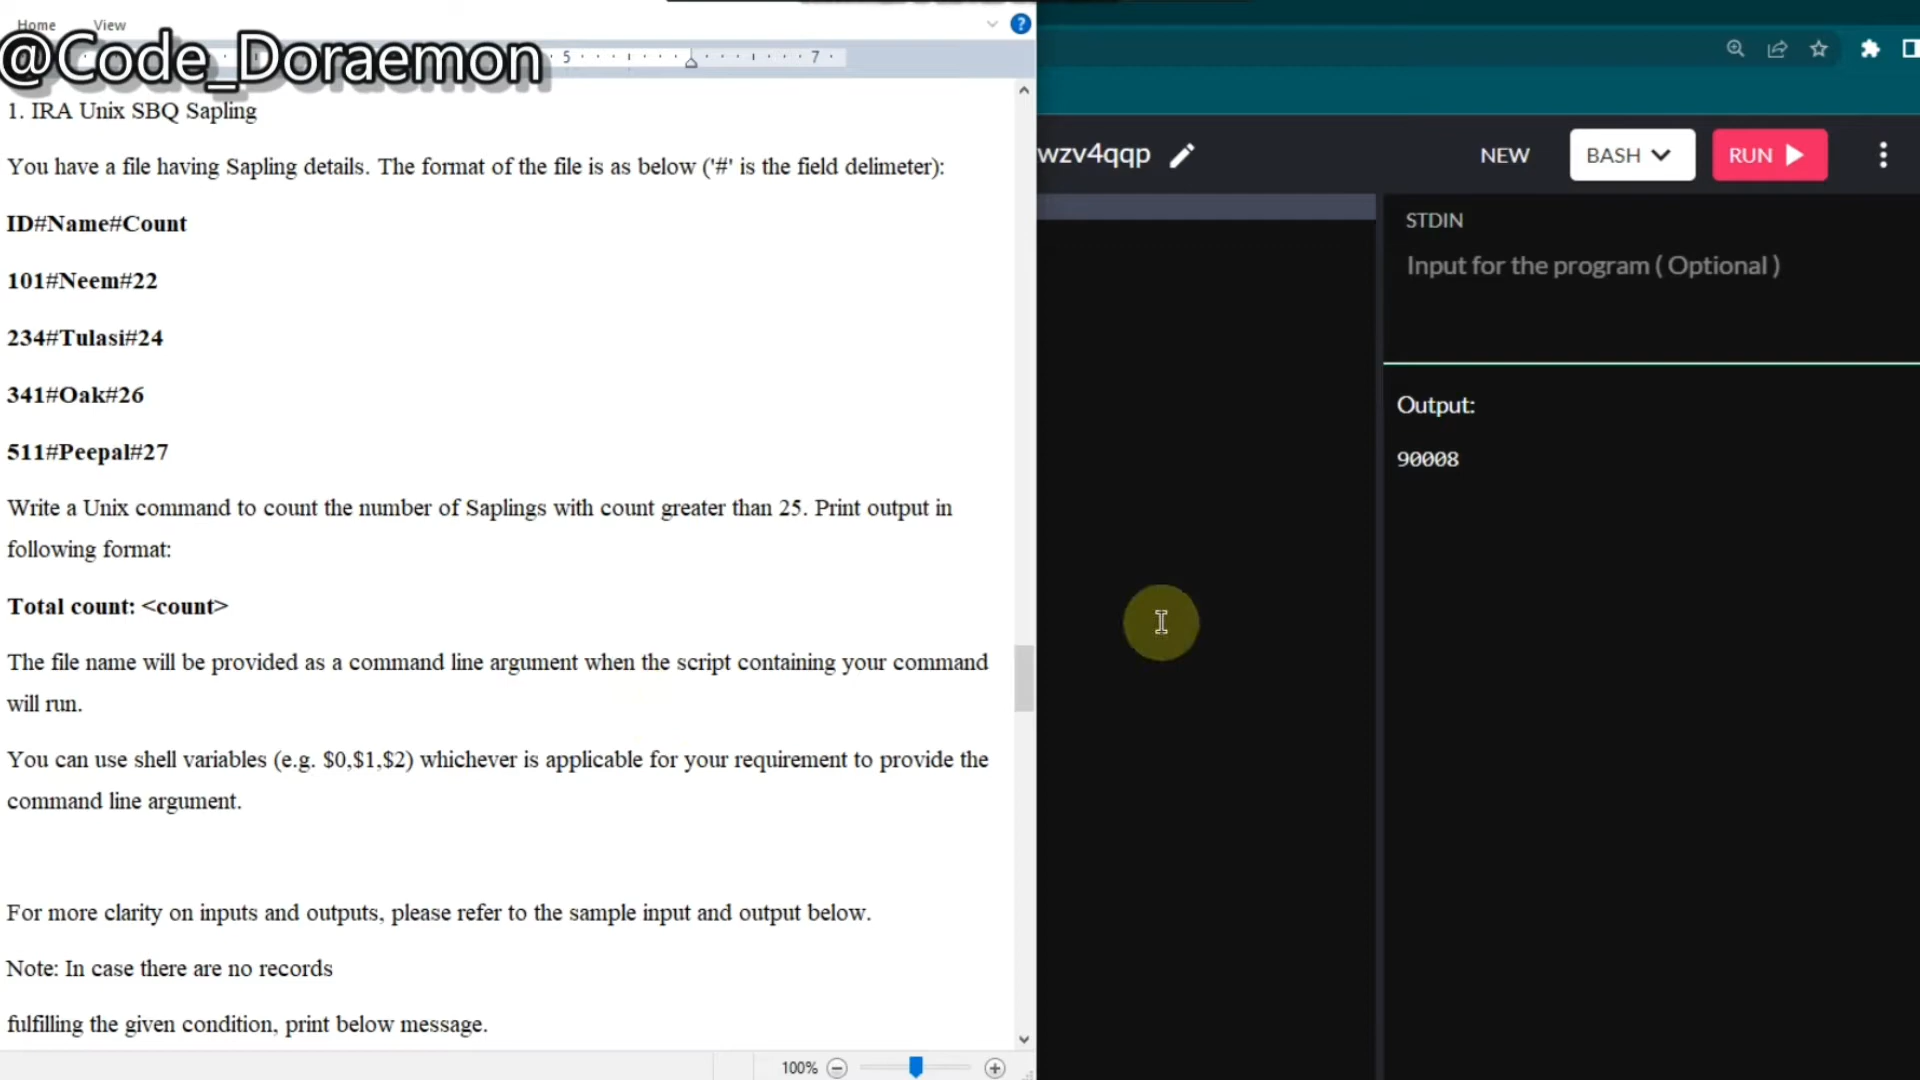 Home View
@Code_Doraemon
5 7
1. IRA Unix SBQ Sapling
You have a file having Sapling details. The format of the file is as below ('#' is the field delimeter):
ID#Name#Count
101#Neem#22
234#Tulasi#24
341#Oak#26
511#Peepal#27
Write a Unix command to count the number of Saplings with count greater than 25. Print output in
following format:
Total count: <count>
The file name will be provided as a command line argument when the script containing your command
will run.
You can use shell variables (e.g. $0,$1,$2) whichever is applicable for your requirement to provide the
command line argument.
For more clarity on inputs and outputs, please refer to the sample input and output below.
Note: In case there are no records
fulfilling the given condition, print below message.
100%
wzv4qqp
NEW BASH RUN
STDIN
Input for the program ( Optional )
Output:
90008